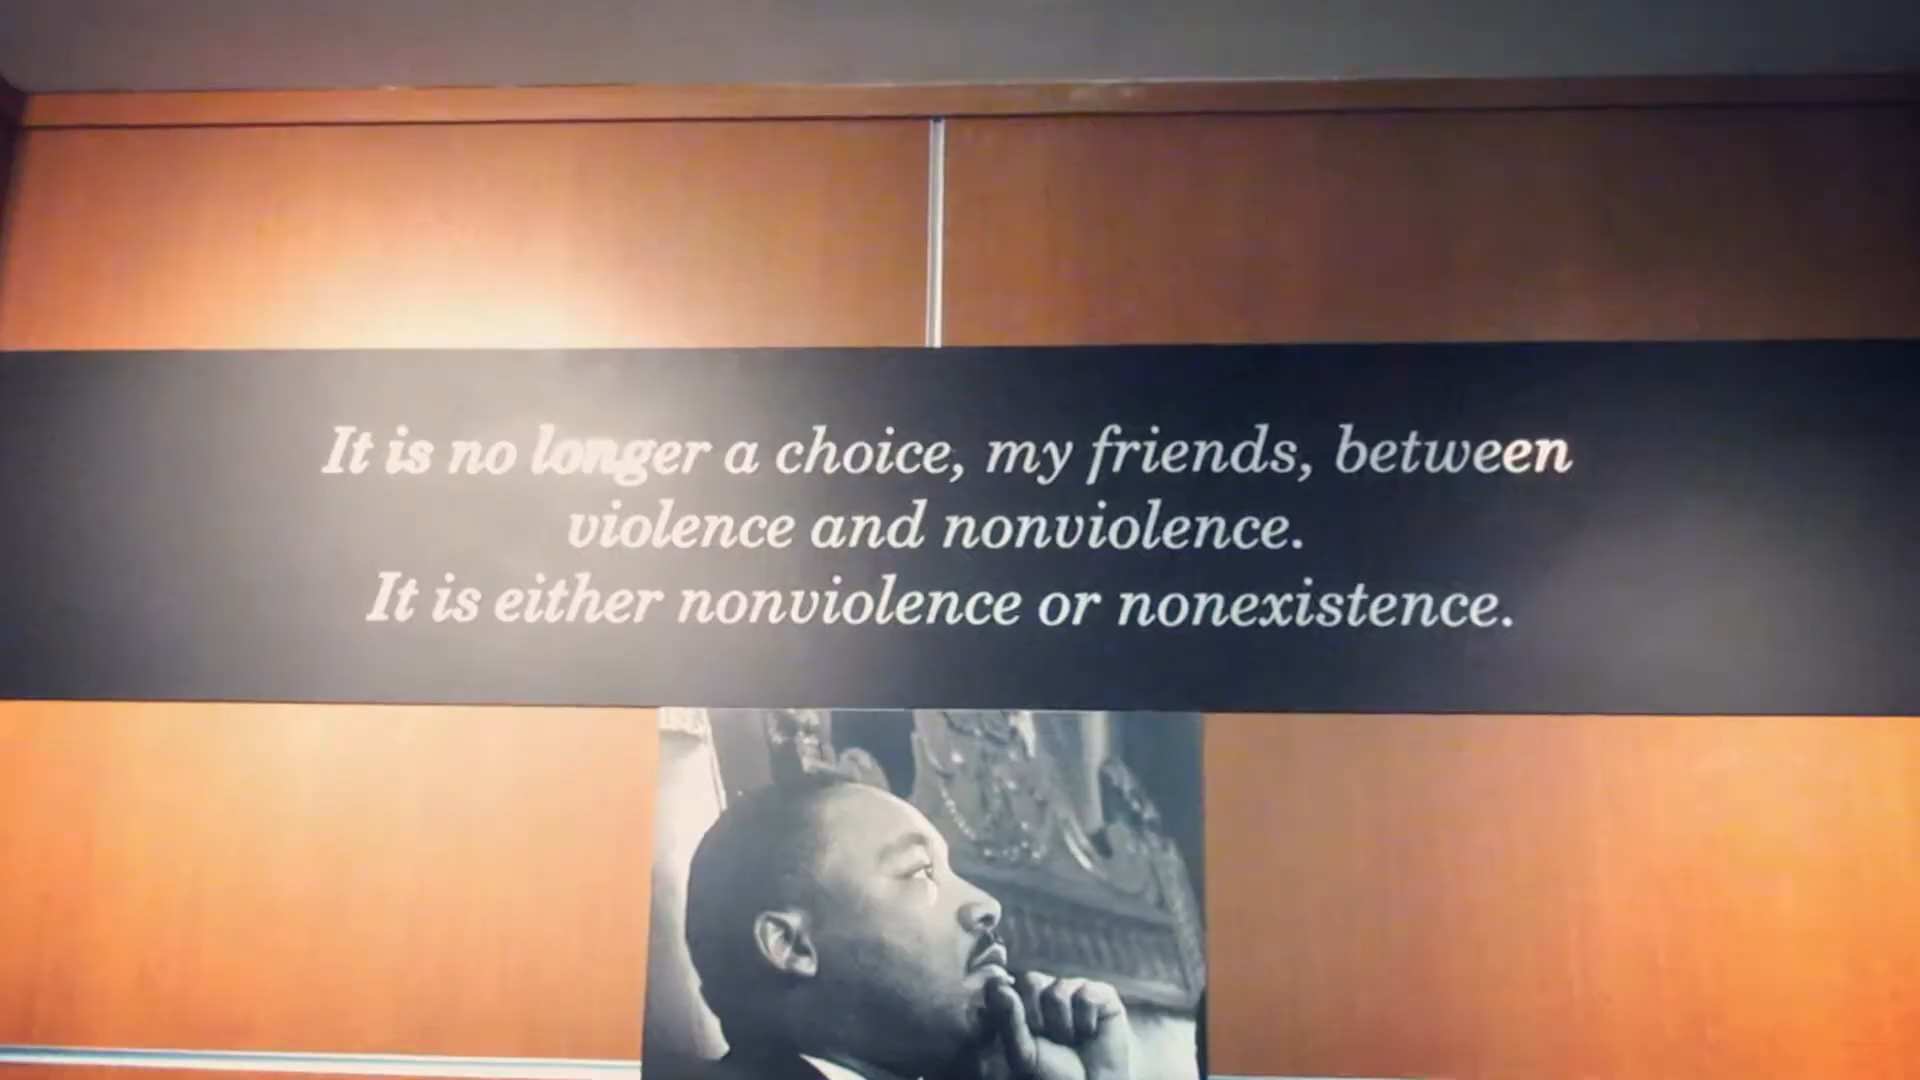 It is no longer a choice, my friends, between
violence and nonviolence.
It is either nonviolence or nonexistence.